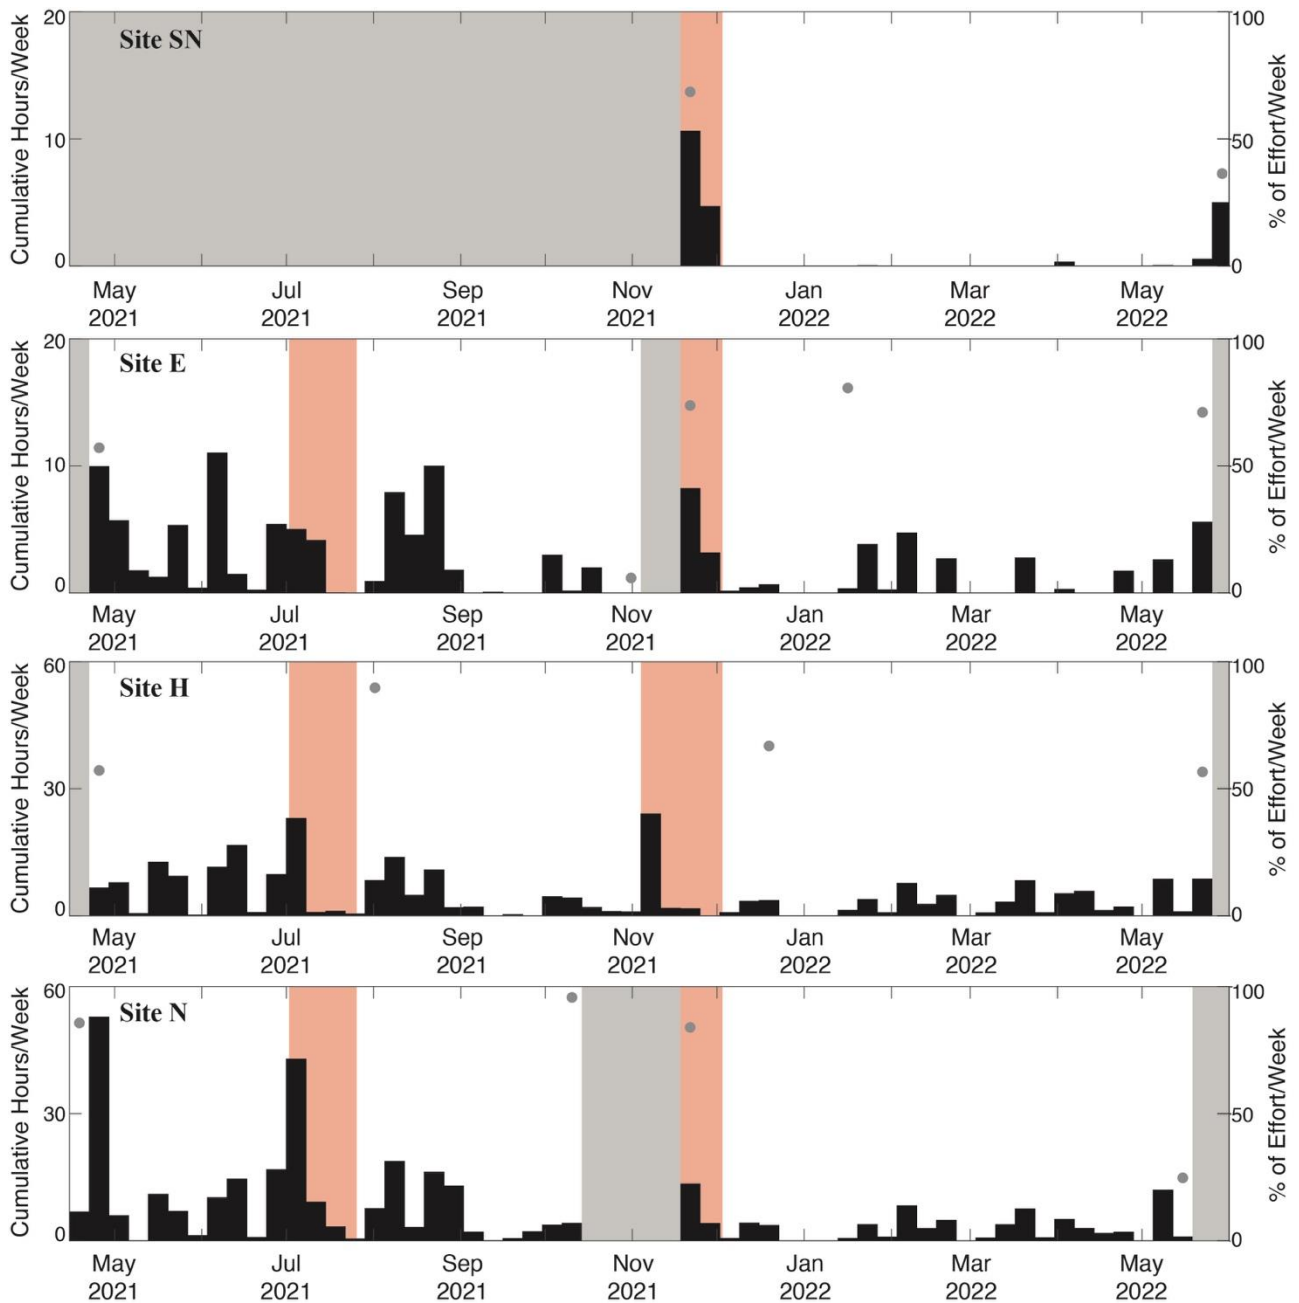 Site SN
Cumulative Hours/Week
20
10
0
100
50
0
% of Effort/Week
May Jul Sep Nov Jan Mar May
2021 2021 2021 2021 2022 2022 2022
Site E
Cumulative Hours/Week
20
10
0
100
50
0
% of Effort/Week
May Jul Sep Nov Jan Mar May
2021 2021 2021 2021 2022 2022 2022
Site H
Cumulative Hours/Week
60
30
0
100
50
0
% of Effort/Week
May Jul Sep Nov Jan Mar May
2021 2021 2021 2021 2022 2022 2022
Site N
Cumulative Hours/Week
60
30
0
100
50
0
% of Effort/Week
May Jul Sep Nov Jan Mar May
2021 2021 2021 2021 2022 2022 2022